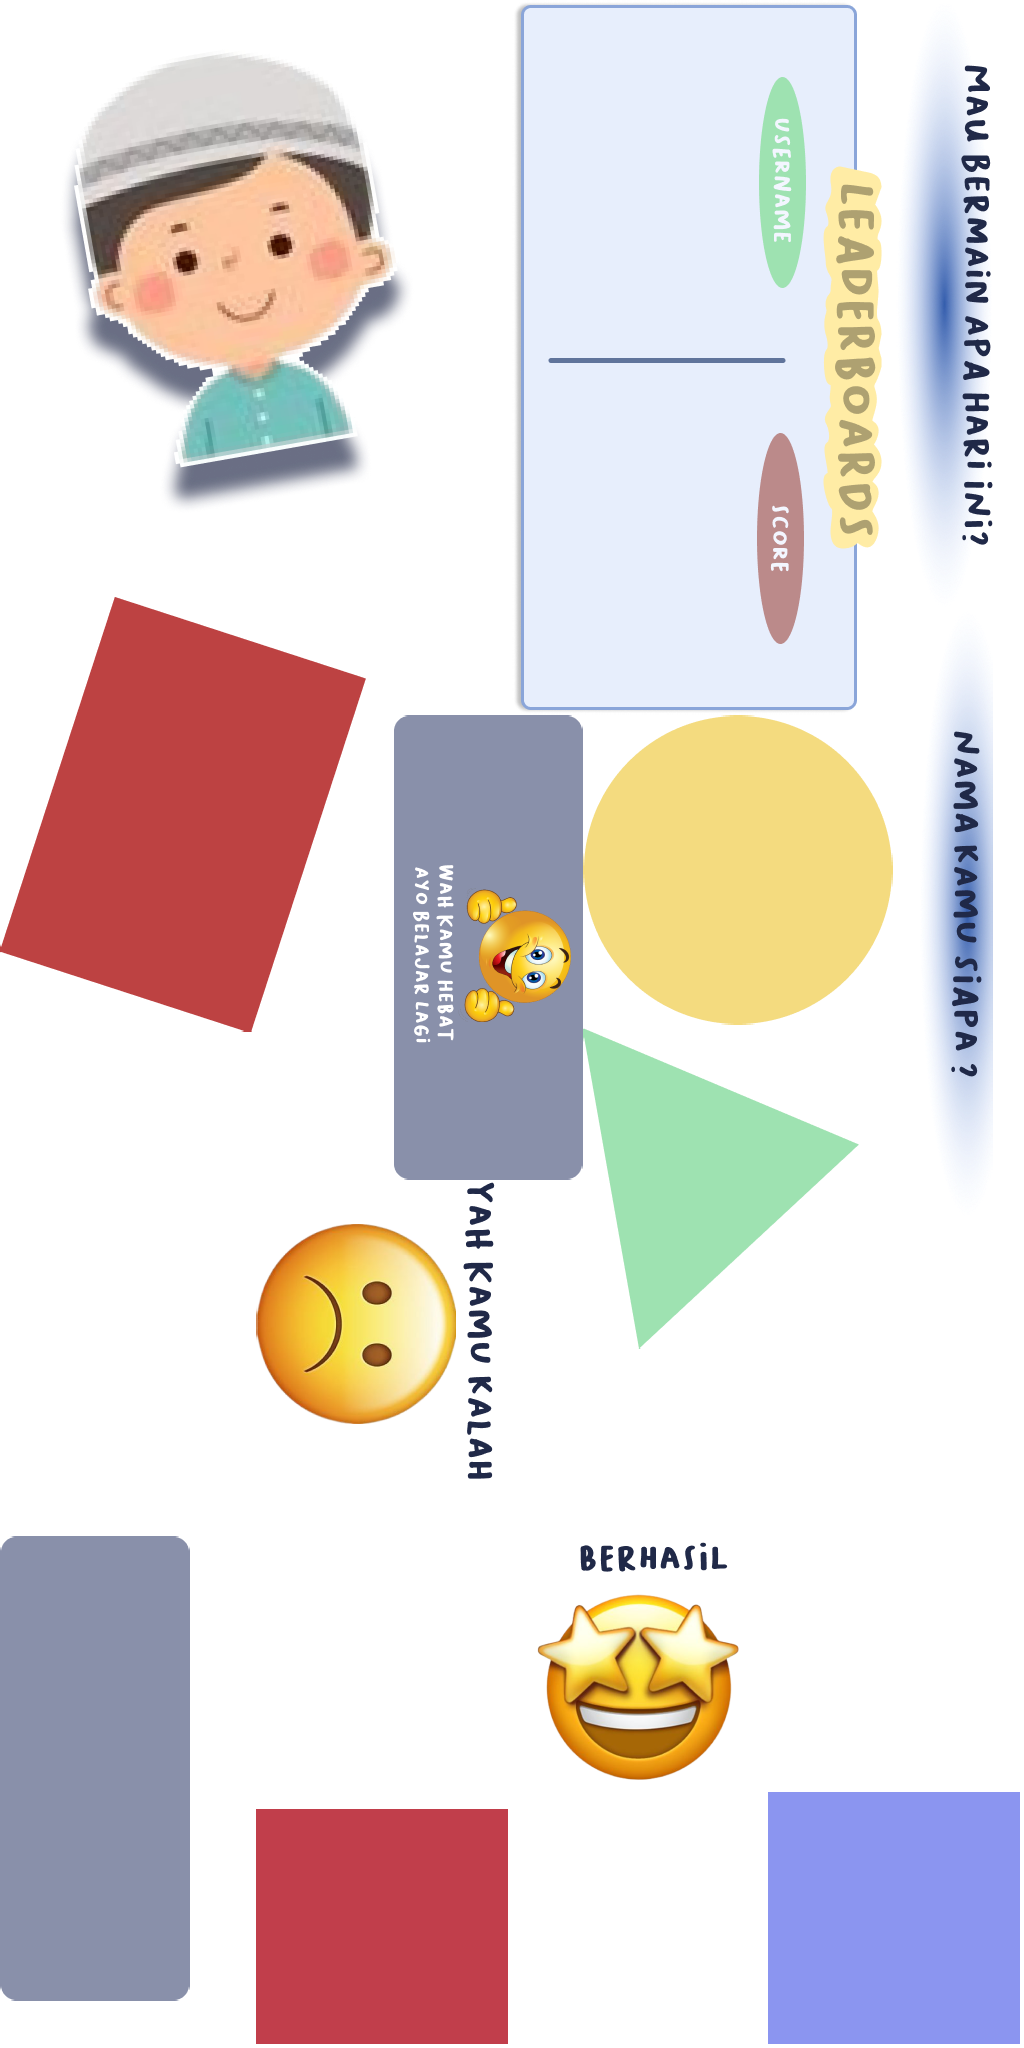 MAU BERMAiN APA HARi iNi?
LEADERBOARDS
USERNAME
SCORE
NAMA KAMU SiAPA ?
WAH KAMU HEBAT
AYO BELAJAR LAGi
YAH KAMU KALAH
BERHASiL